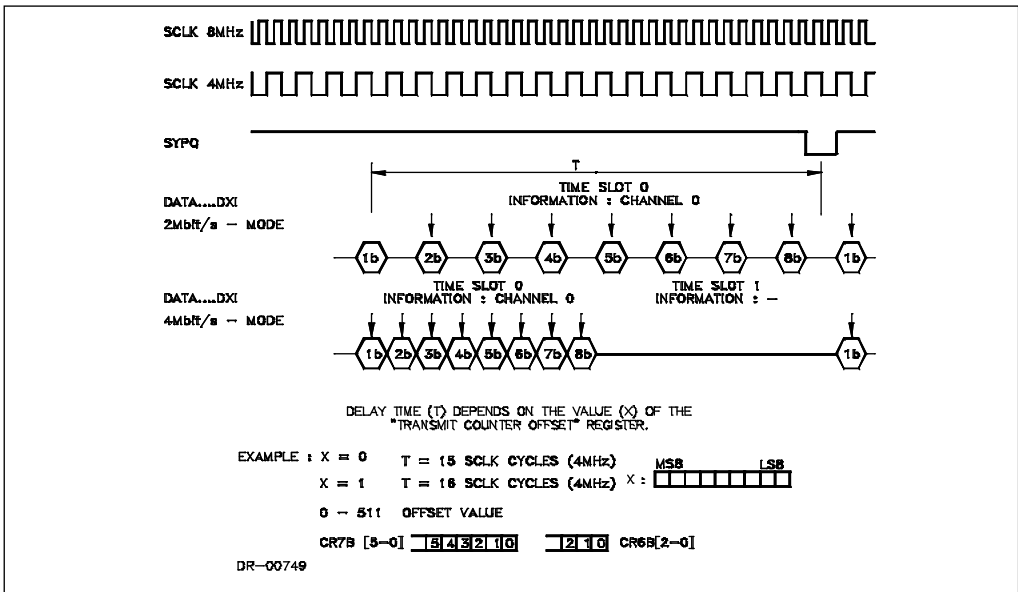 SCLK 8MHz
SCLK 4MHz
SYPQ
T
TIME SLOT 0
DATA....DXI INFORMATION : CHANNEL 0
2Mbit/s - MODE
1b 2b 3b 4b 5b 6b 7b 8b 1b
TIME SLOT 0 TIME SLOT 1
DATA....DXI INFORMATION : CHANNEL 0 INFORMATION : -
4Mbit/s - MODE
1b 2b 3b 4b 5b 6b 7b 8b 1b
DELAY TIME (T) DEPENDS ON THE VALUE (X) OF THE
"TRANSMIT COUNTER OFFSET" REGISTER.
EXAMPLE : X = 0 T = 15 SCLK CYCLES (4MHz) MSB LSB
X = 1 T = 16 SCLK CYCLES (4MHz) X :
0 - 511 OFFSET VALUE
CR7B [5-0] 5 4 3 2 1 0 2 1 0 CR6B[2-0]
DR-00749